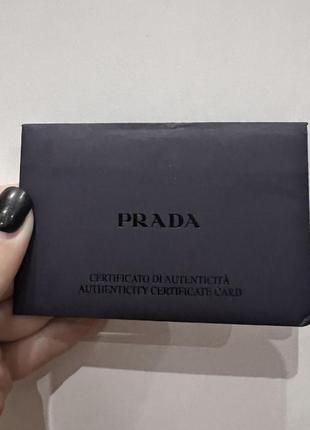 PRADA
CERTIFICATO DI AUTENTICITÀ
AUTHENTICITY CERTIFICATE CARD